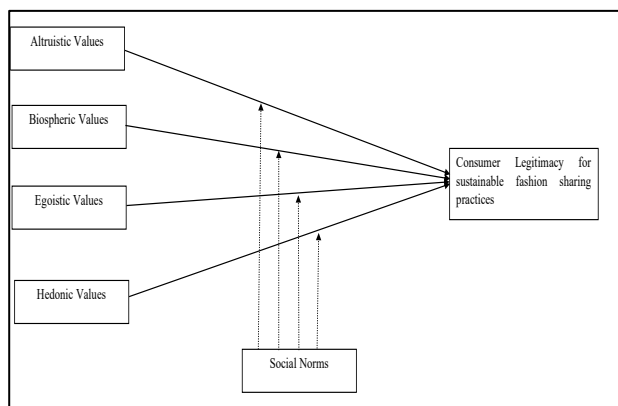 Altruistic Values
Biospheric Values
Egoistic Values
Hedonic Values
Consumer Legitimacy for
sustainable fashion sharing
practices
Social Norms